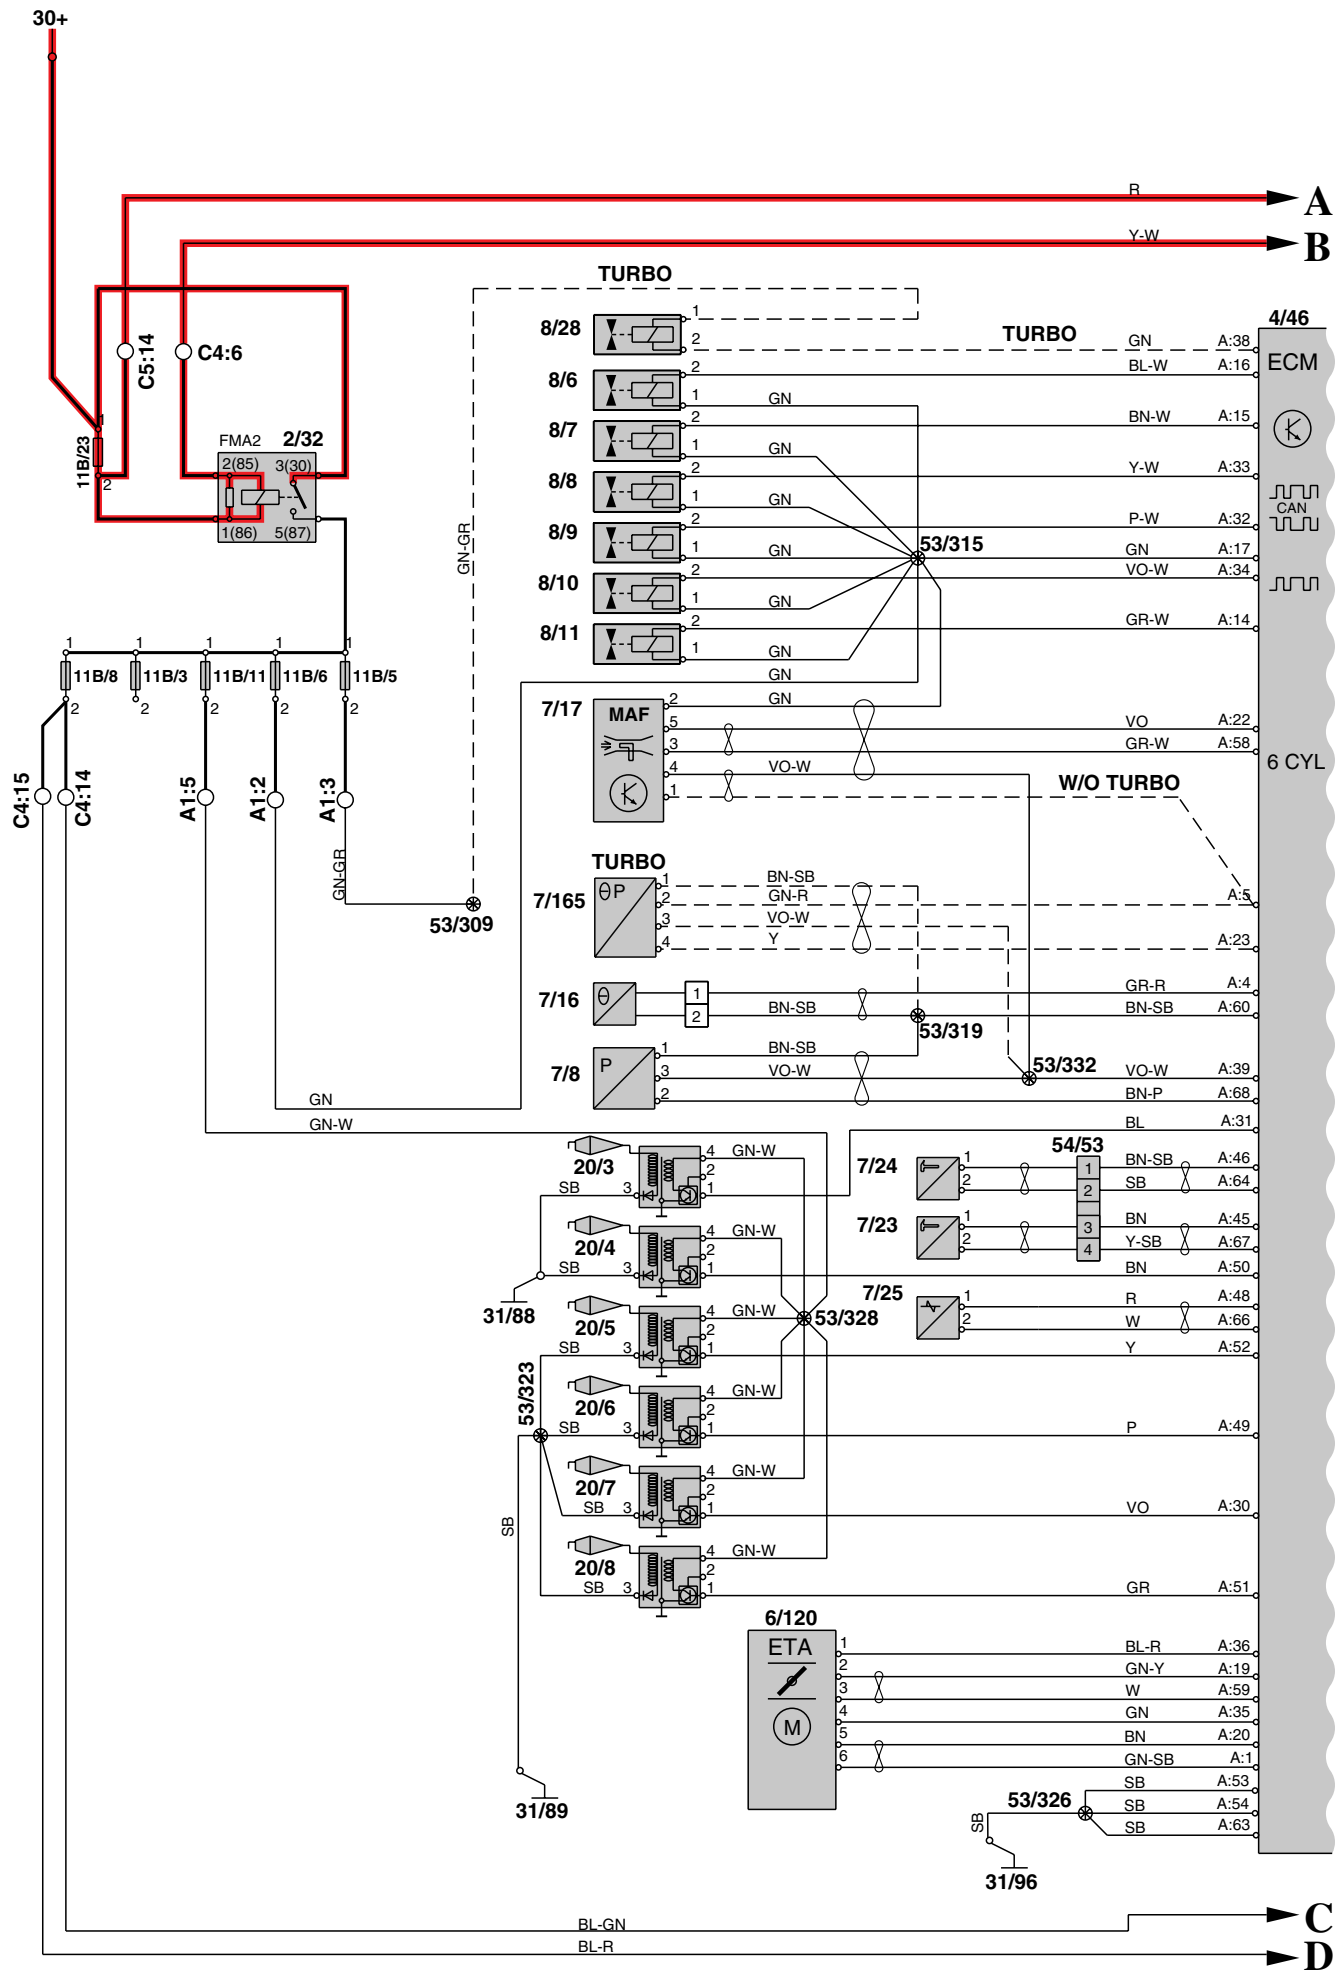 30+
R
A
Y-W
B
TURBO
C5:14
C4:6
8/28
1
2
TURBO
GN
A:38
4/46
ECM
8/6
2
BL-W
A:16
1
GN
8/7
2
BN-W
A:15
1
GN
1
11B/23
2
FMA2
2/32
2(85)
3(30)
1(86)
5(87)
8/8
2
Y-W
A:33
1
GN
CAN
8/9
2
P-W
A:32
1
GN
53/315
GN
A:17
GN-GR
8/10
2
VO-W
A:34
1
GN
8/11
2
GR-W
A:14
1
GN
GN
1
1
1
1
1
11B/8
11B/3
11B/11
11B/6
11B/5
2
2
2
2
2
7/17
MAF
2
GN
5
VO
A:22
3
GR-W
A:58
4
VO-W
1
W/O TURBO
6 CYL
C4:15
C4:14
A1:5
A1:2
A1:3
GN-GR
53/309
TURBO
7/165
Θ P
1
BN-SB
2
GN-R
A:5
3
VO-W
4
Y
A:23
7/16
Θ
1
GR-R
A:4
2
BN-SB
BN-SB
A:60
53/319
7/8
P
1
BN-SB
3
VO-W
53/332
VO-W
A:39
2
BN-P
A:68
GN
GN-W
BL
A:31
20/3
4
GN-W
2
SB
3
1
7/24
1
2
54/53
1
BN-SB
A:46
2
SB
A:64
7/23
1
2
3
BN
A:45
4
Y-SB
A:67
20/4
4
GN-W
2
SB
3
1
BN
A:50
31/88
7/25
1
R
A:48
2
W
A:66
20/5
4
GN-W
53/328
2
SB
3
1
Y
A:52
53/323
20/6
4
GN-W
2
SB
3
1
P
A:49
20/7
4
GN-W
2
SB
3
1
VO
A:30
SB
20/8
4
GN-W
2
SB
3
1
GR
A:51
6/120
ETA
M
1
BL-R
A:36
2
GN-Y
A:19
3
W
A:59
4
GN
A:35
5
BN
A:20
6
GN-SB
A:1
SB
A:53
53/326
SB
A:54
SB
A:63
SB
31/89
31/96
BL-GN
C
BL-R
D